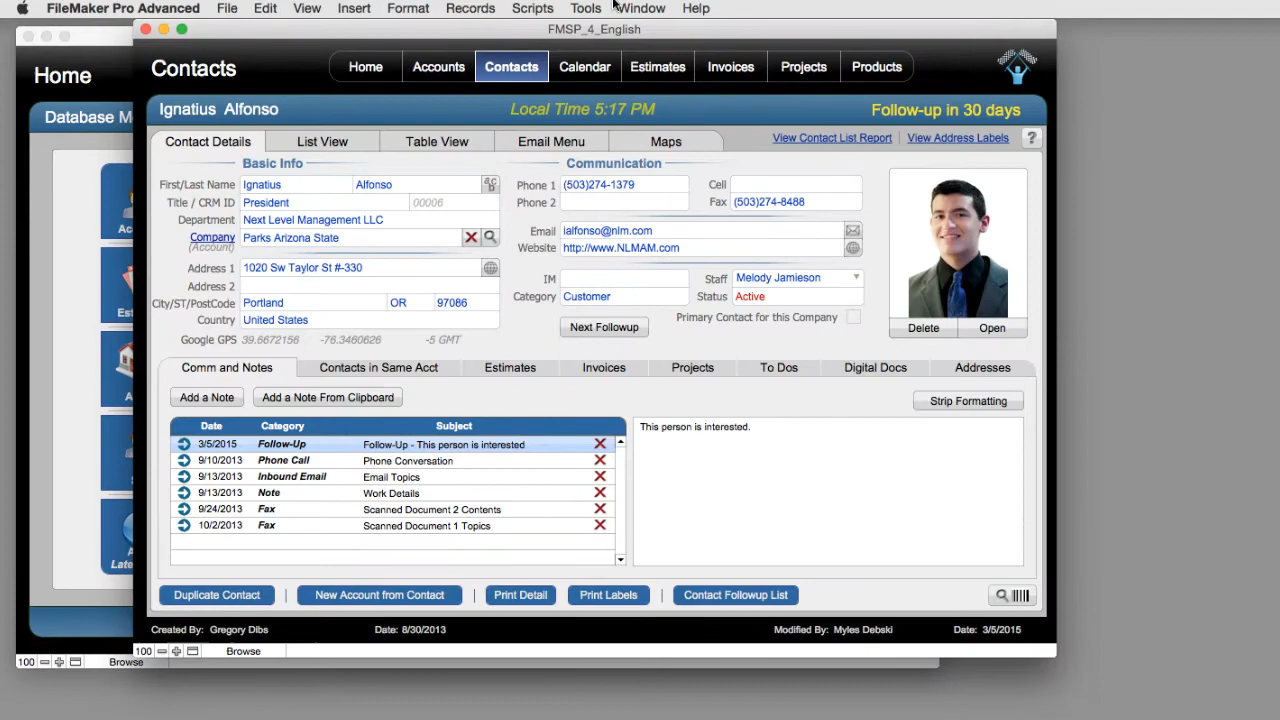 FileMaker Pro Advanced File Edit View Insert Format Records Scripts Tools Window Help
FMSP_4_English
Home
Database M
Contacts
Home Accounts Contacts Calendar Estimates Invoices Projects Products
Ignatius Alfonso
Local Time 5:17 PM
Follow-up in 30 days
Contact Details List View Table View Email Menu Maps
View Contact List Report View Address Labels ?
Basic Info
First/Last Name Ignatius Alfonso
Title / CRM ID President 00006
Department Next Level Management LLC
Company Parks Arizona State
(Account)
Address 1 1020 Sw Taylor St #-330
Address 2
City/ST/PostCode Portland OR 97086
Country United States
Google GPS 39.6672156 -76.3460626 -5 GMT
Communication
Phone 1 (503)274-1379 Cell
Phone 2 Fax (503)274-8488
Email ialfonso@nlm.com
Website http://www.NLMAM.com
IM Staff Melody Jamieson
Category Customer Status Active
Next Followup Primary Contact for this Company
Delete Open
Comm and Notes Contacts in Same Acct Estimates Invoices Projects To Dos Digital Docs Addresses
Add a Note Add a Note From Clipboard Strip Formatting
Date Category Subject
3/5/2015 Follow-Up Follow-Up - This person is interested
9/10/2013 Phone Call Phone Conversation
9/13/2013 Inbound Email Email Topics
9/13/2013 Note Work Details
9/24/2013 Fax Scanned Document 2 Contents
10/2/2013 Fax Scanned Document 1 Topics
This person is interested.
Duplicate Contact | New Account from Contact | Print Detail Print Labels | Contact Followup List
Created By: Gregory Dibs Date: 8/30/2013 Modified By: Myles Debski Date: 3/5/2015
100 Browse
100 Browse